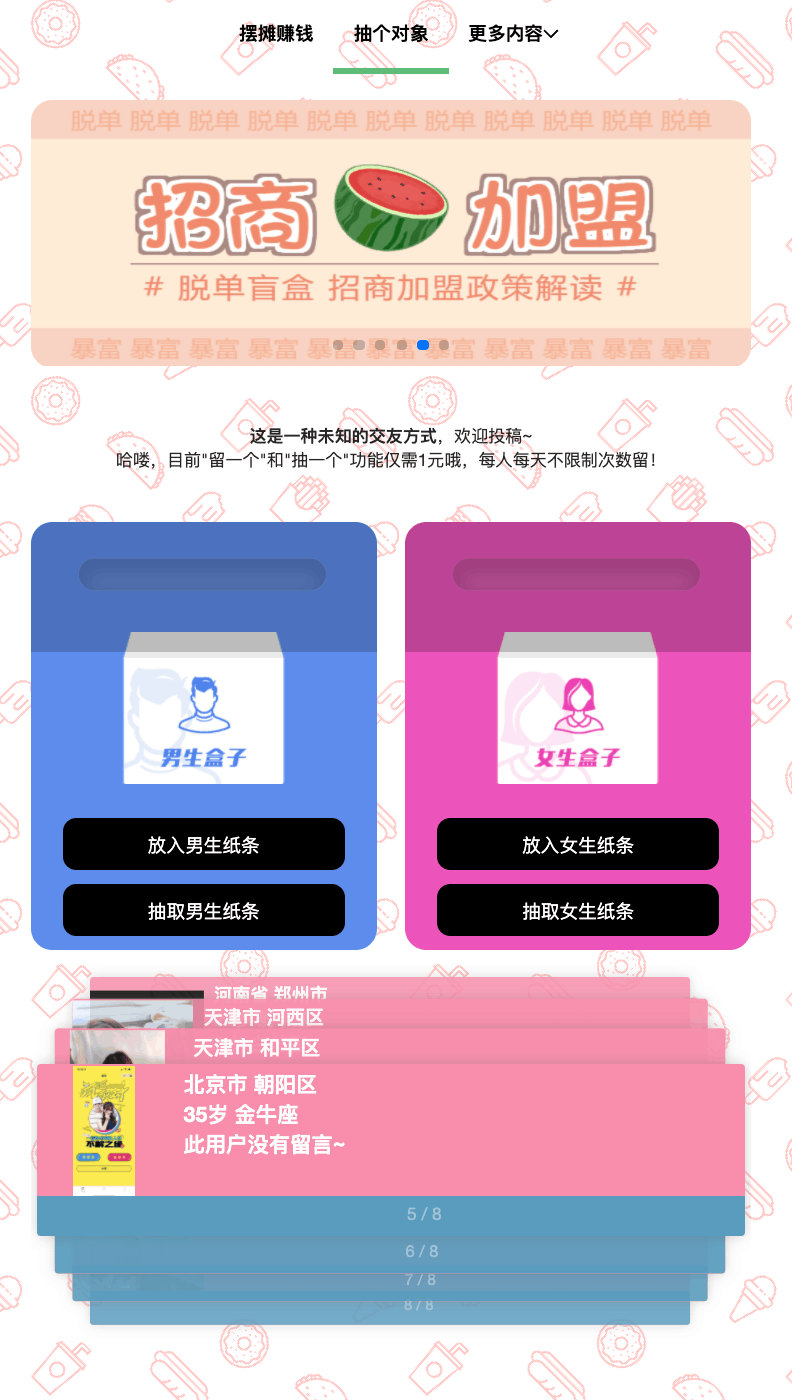 摆摊赚钱 抽个对象 更多内容
脱单 脱单 脱单 脱单 脱单 脱单 脱单 脱单 脱单 脱单 脱单
招商 加盟
# 脱单盲盒 招商加盟政策解读 #
暴富 暴富 暴富 暴富 暴富 暴富 暴富 暴富 暴富 暴富 暴富
这是一种未知的交友方式，欢迎投稿~
哈喽，目前"留一个"和"抽一个"功能仅需1元哦，每人每天不限制次数留！
男生盒子 女生盒子
放入男生纸条 放入女生纸条
抽取男生纸条 抽取女生纸条
河南省 郑州市
天津市 河西区
天津市 和平区
北京市 朝阳区
35岁 金牛座
此用户没有留言~
不解之缘
5 / 8
6 / 8
7 / 8
8 / 8